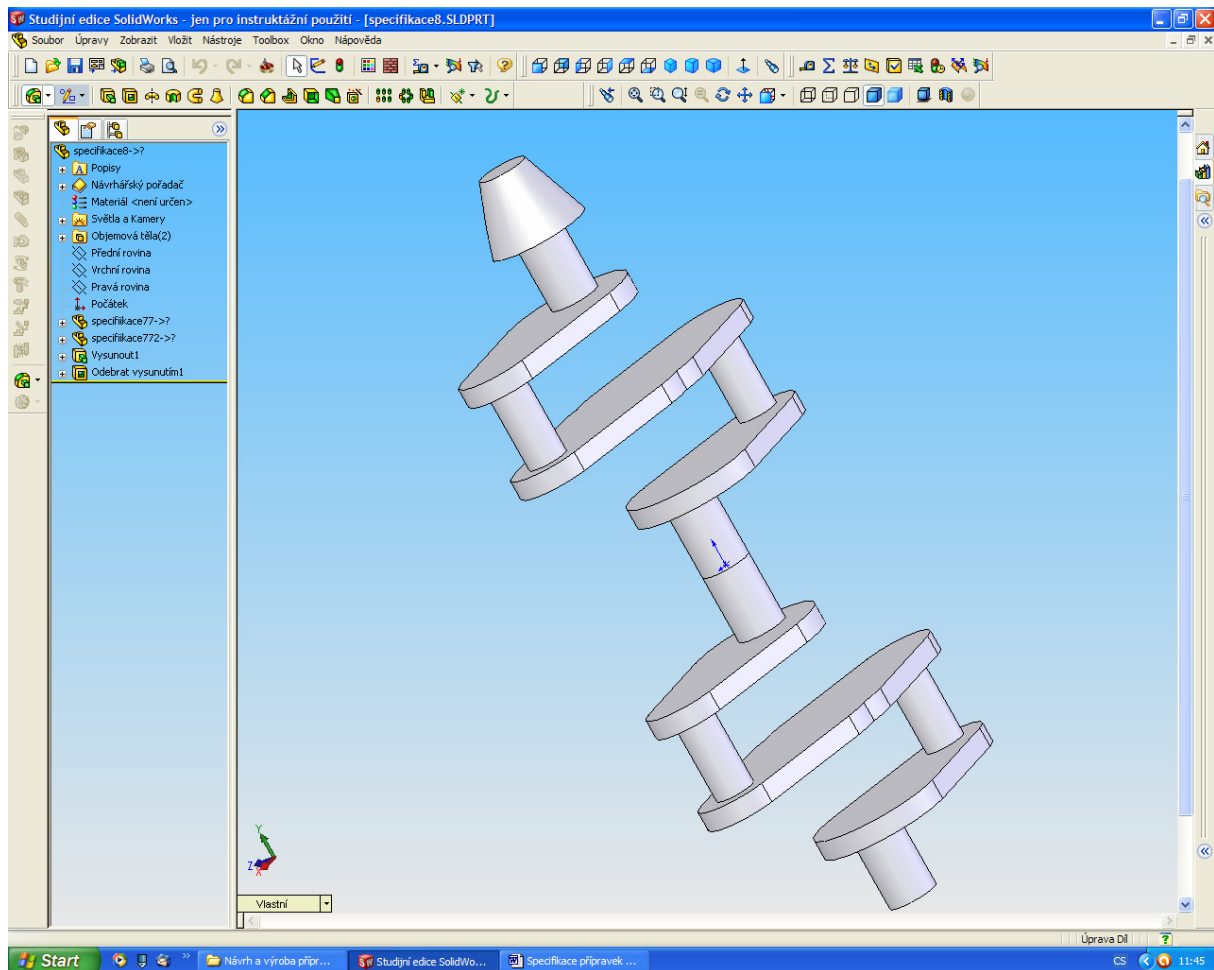 Studijní edice SolidWorks - jen pro instruktážní použití - [specifikace8.SLDPRT]
Soubor Úpravy Zobrazit Vložit Nástroje Toolbox Okno Nápověda
specifikace8->?
Popisy
Návrhářský pořadač
Materiál <není určen>
Světla a Kamery
Objemová těla(2)
Přední rovina
Vrchní rovina
Pravá rovina
Počátek
specifiikace77->?
specifiikace772->?
Vysunout1
Odebrat vysunutím1
Y
Z
X
Vlastní
Úprava Díl
Start
Návrh a výroba přípr...
Studijní edice SolidWo...
Specifikace přípravek ...
CS
11:45